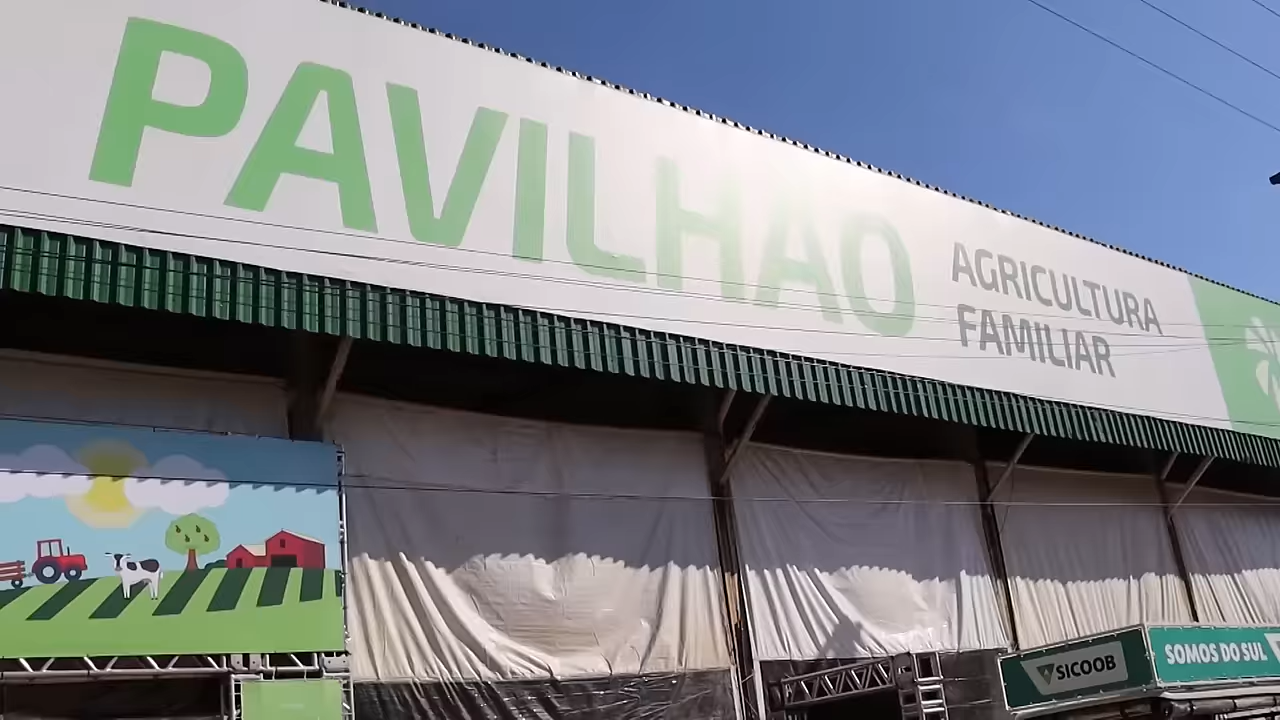 PAVILHAO
AGRICULTURA
FAMILIAR
SICOOB
SOMOS DO SUL